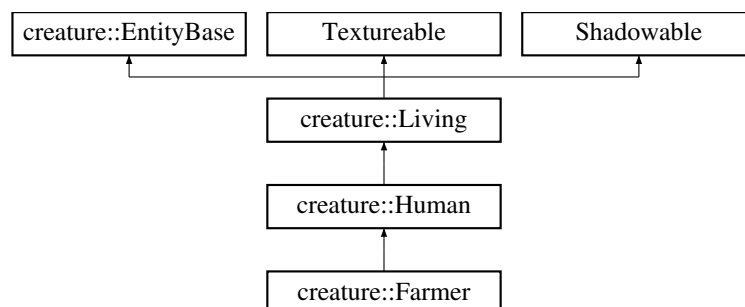 creature::EntityBase
Textureable
Shadowable
creature::Living
creature::Human
creature::Farmer